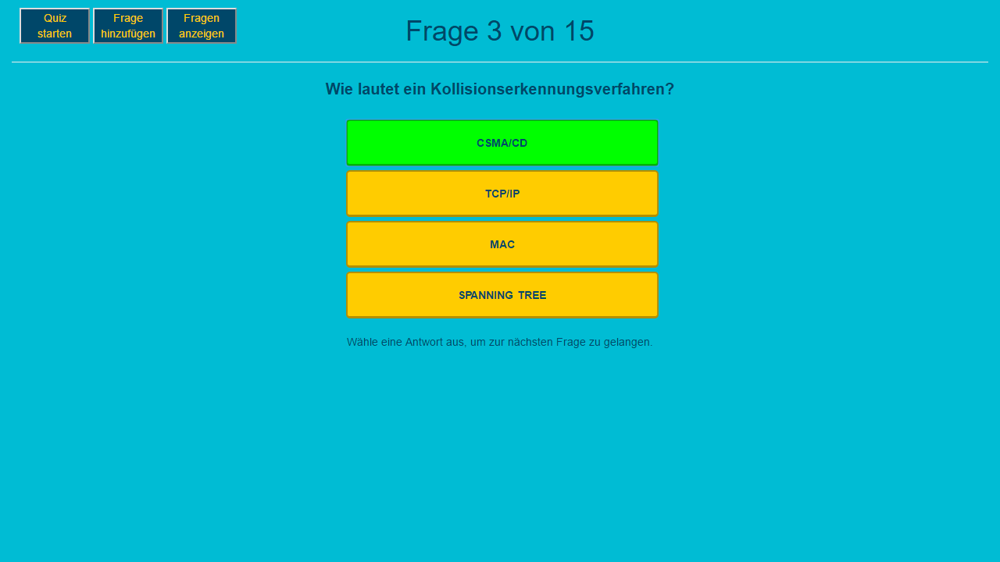 Quiz
starten
Frage
hinzufügen
Fragen
anzeigen
Frage 3 von 15
Wie lautet ein Kollisionserkennungsverfahren?
CSMA/CD
TCP/IP
MAC
SPANNING TREE
Wähle eine Antwort aus, um zur nächsten Frage zu gelangen.